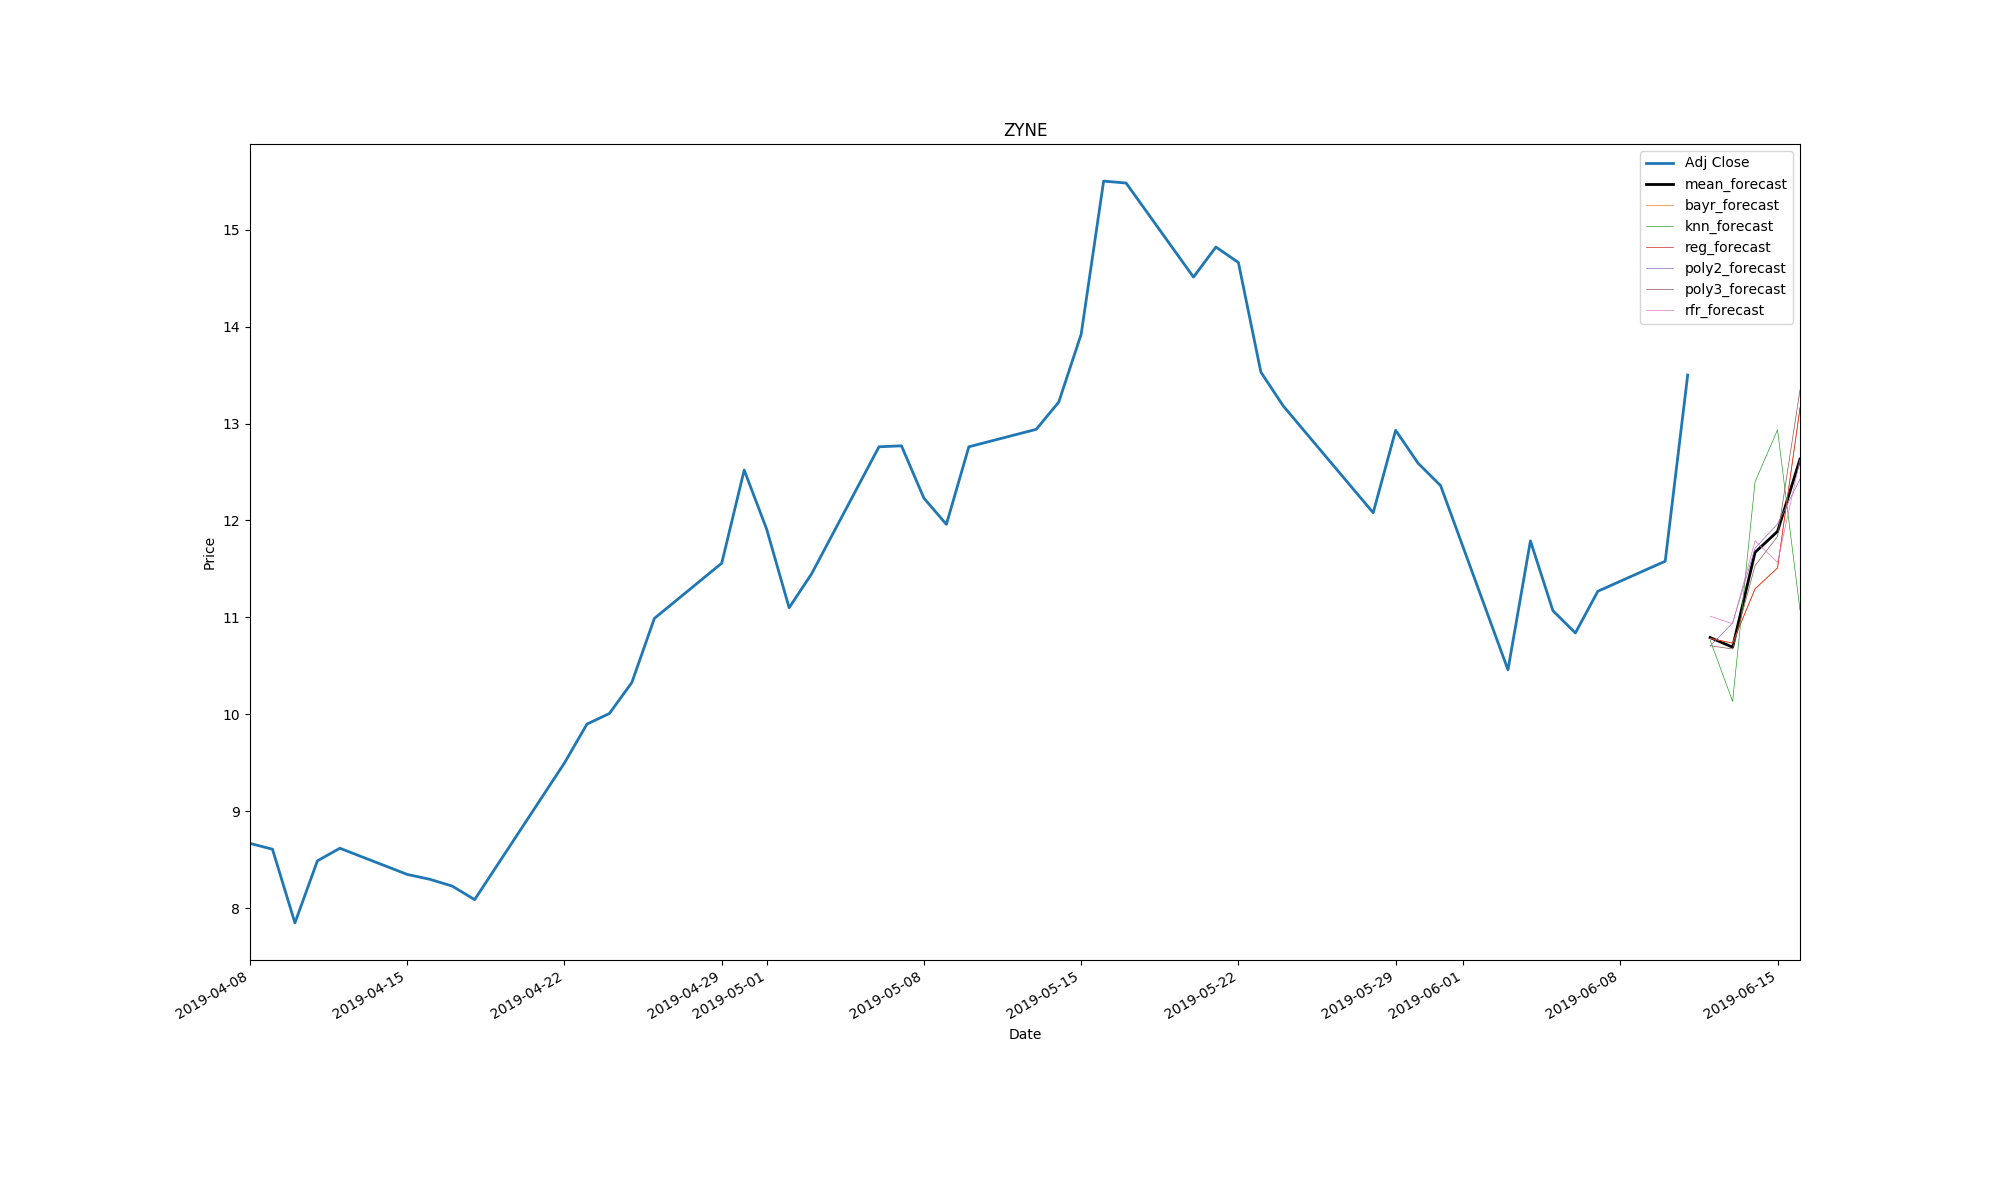 ZYNE
Adj Close
mean_forecast
bayr_forecast
knn_forecast
reg_forecast
poly2_forecast
poly3_forecast
rfr_forecast
15
14
13
12
11
10
9
8
Price
2019-04-08
2019-04-15
2019-04-22
2019-04-29
2019-05-01
2019-05-08
2019-05-15
2019-05-22
2019-05-29
2019-06-01
2019-06-08
2019-06-15
Date